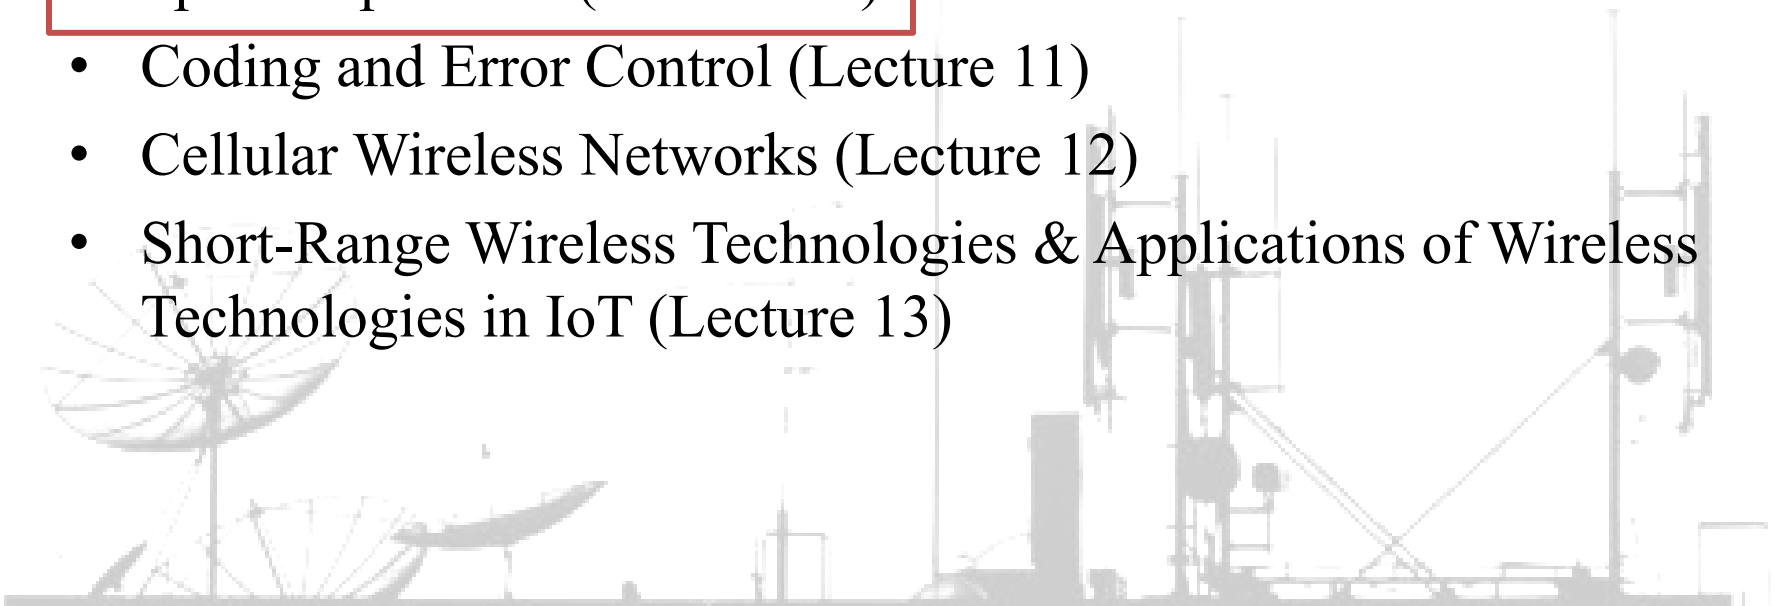 • Coding and Error Control (Lecture 11)
• Cellular Wireless Networks (Lecture 12)
• Short-Range Wireless Technologies & Applications of Wireless
Technologies in IoT (Lecture 13)